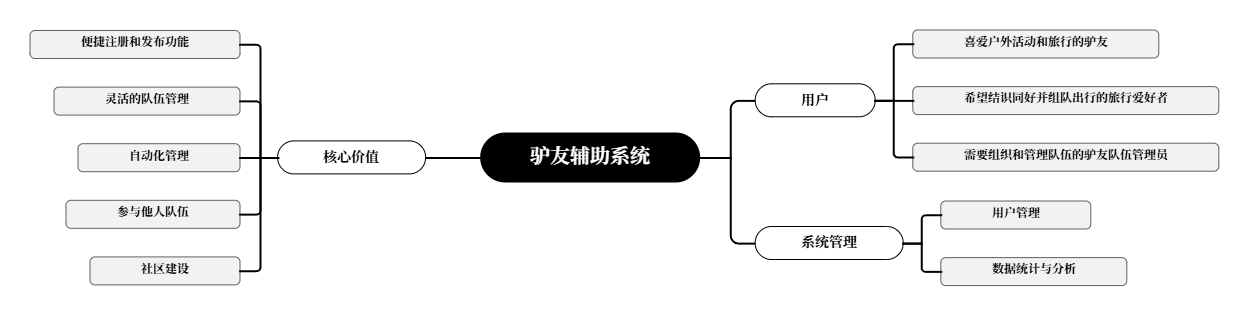 驴友辅助系统
核心价值
便捷注册和发布功能
灵活的队伍管理
自动化管理
参与他人队伍
社区建设
用户
喜爱户外活动和旅行的驴友
希望结识同好并组队出行的旅行爱好者
需要组织和管理队伍的驴友队伍管理员
系统管理
用户管理
数据统计与分析